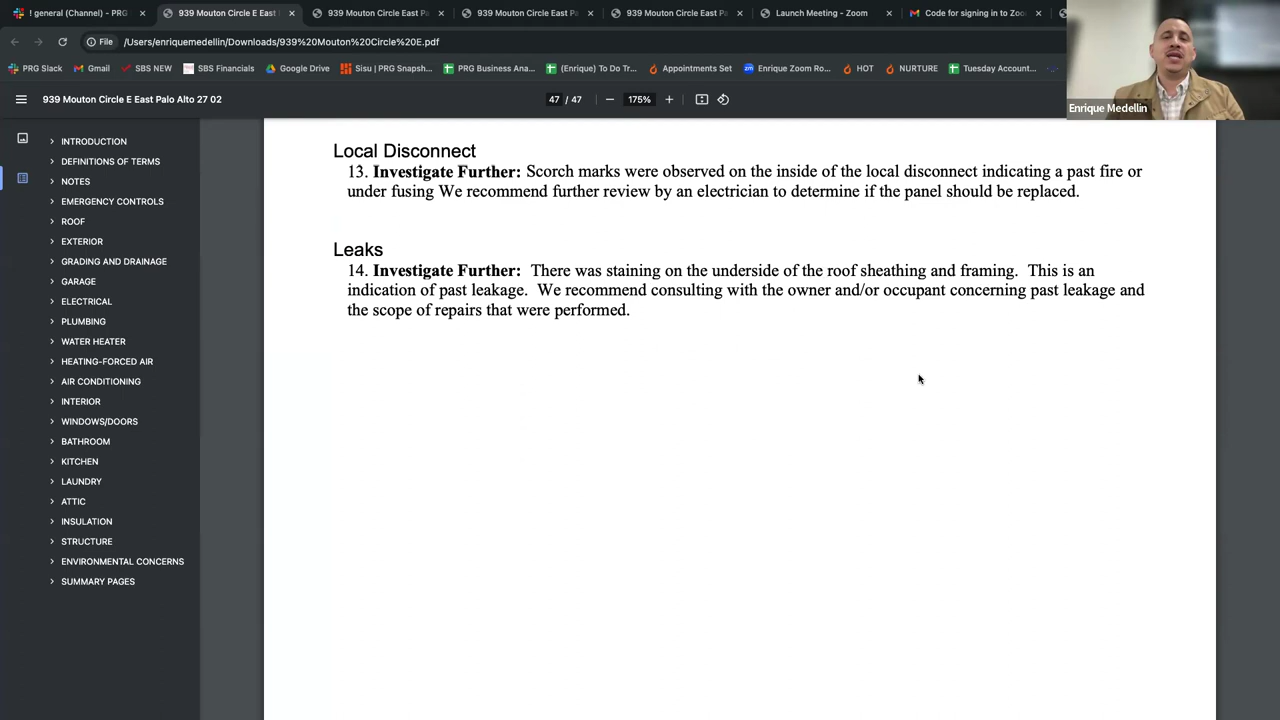 ! general (Channel) - PRG
939 Mouton Circle E East
939 Mouton Circle East Pa
939 Mouton Circle East Pa
939 Mouton Circle East Pa
Launch Meeting - Zoom
Code for signing in to Zoo
File /Users/enriquemedellin/Downloads/939%20Mouton%20Circle%20E.pdf
PRG Slack
Gmail
SBS NEW
SBS Financials
Google Drive
Sisu | PRG Snapsh...
PRG Business Ana...
(Enrique) To Do Tr...
Appointments Set
Enrique Zoom Ro...
HOT
NURTURE
Tuesday Account...
Enrique Medellin
939 Mouton Circle E East Palo Alto 27 02
47 / 47
175%
INTRODUCTION
DEFINITIONS OF TERMS
NOTES
EMERGENCY CONTROLS
ROOF
EXTERIOR
GRADING AND DRAINAGE
GARAGE
ELECTRICAL
PLUMBING
WATER HEATER
HEATING-FORCED AIR
AIR CONDITIONING
INTERIOR
WINDOWS/DOORS
BATHROOM
KITCHEN
LAUNDRY
ATTIC
INSULATION
STRUCTURE
ENVIRONMENTAL CONCERNS
SUMMARY PAGES
Local Disconnect
13. Investigate Further: Scorch marks were observed on the inside of the local disconnect indicating a past fire or
under fusing We recommend further review by an electrician to determine if the panel should be replaced.
Leaks
14. Investigate Further: There was staining on the underside of the roof sheathing and framing. This is an
indication of past leakage. We recommend consulting with the owner and/or occupant concerning past leakage and
the scope of repairs that were performed.